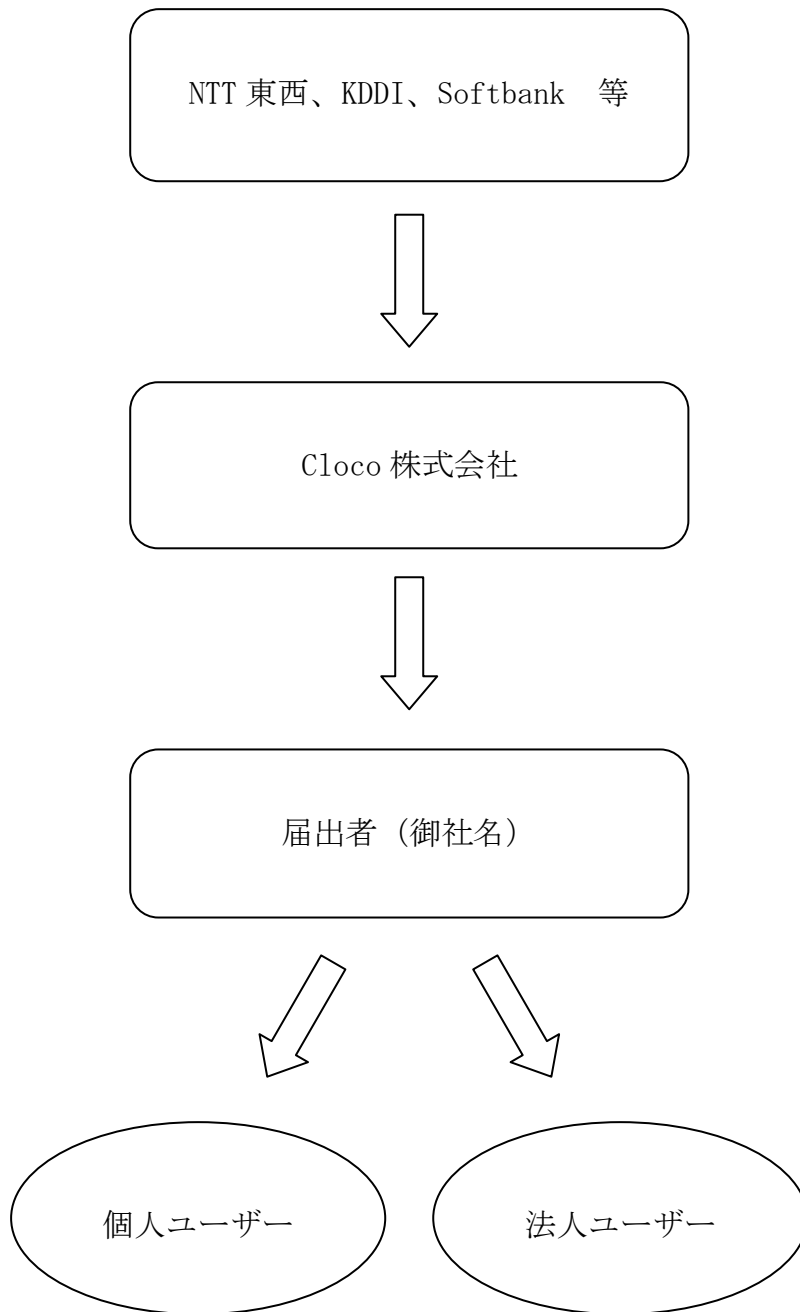 NTT 東西、KDDI、Softbank　等
Cloco 株式会社
届出者（御社名）
個人ユーザー
法人ユーザー